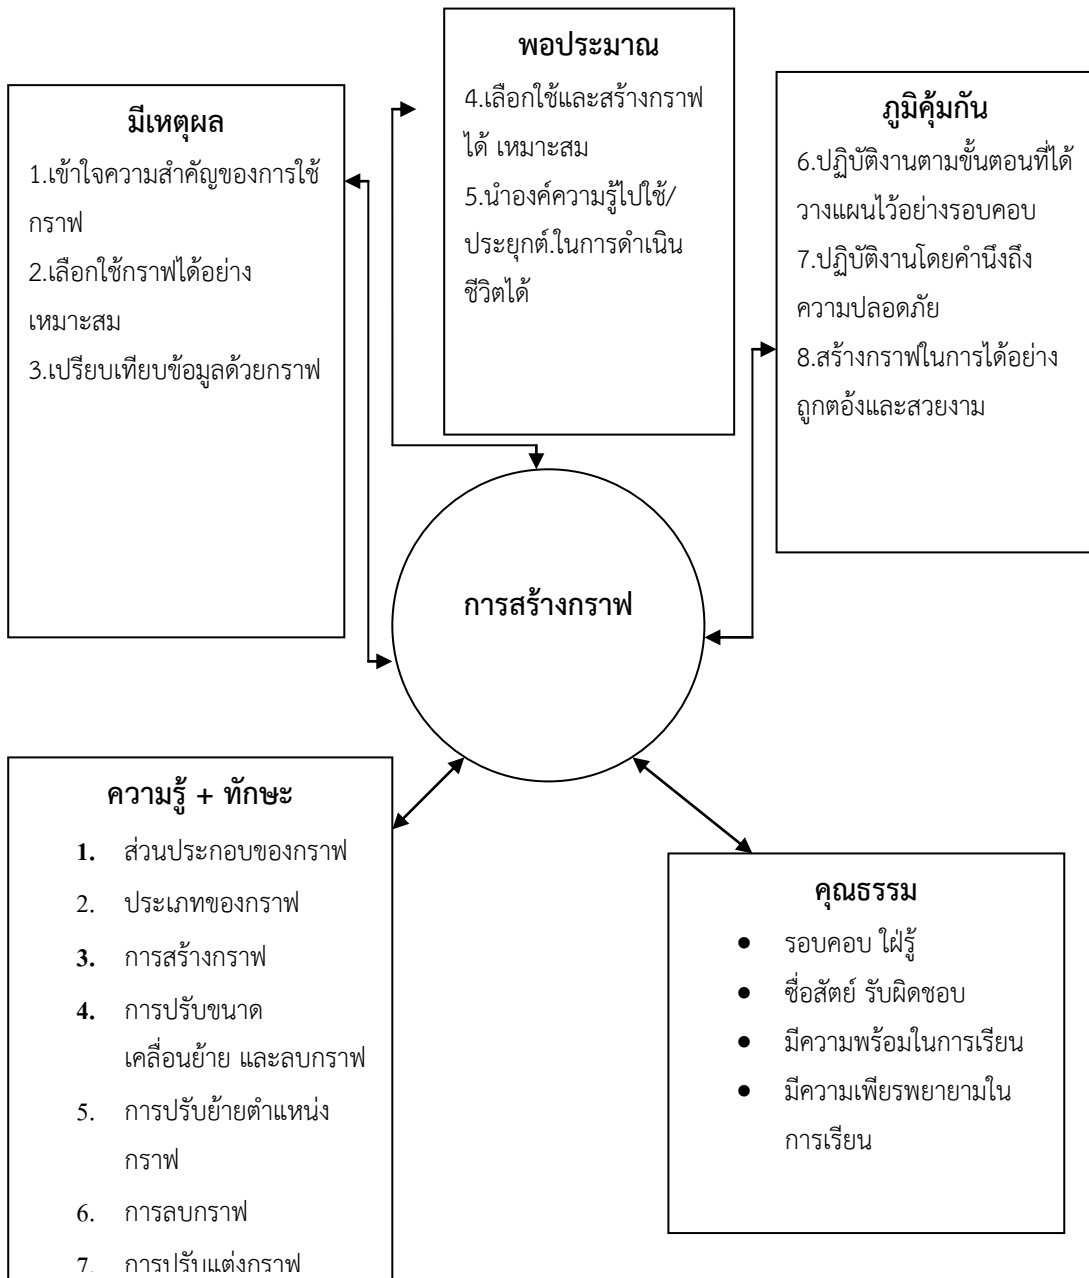 พอประมาณ
4.เลือกใช้และสร้างกราฟ
ได้ เหมาะสม
5.นำองค์ความรู้ไปใช้/
ประยุกต์.ในการดำเนิน
ชีวิตได้
มีเหตุผล
1.เข้าใจความสำคัญของการใช้
กราฟ
2.เลือกใช้กราฟได้อย่าง
เหมาะสม
3.เปรียบเทียบข้อมูลด้วยกราฟ
ภูมิคุ้มกัน
6.ปฏิบัติงานตามขั้นตอนที่ได้
วางแผนไว้อย่างรอบคอบ
7.ปฏิบัติงานโดยคำนึงถึง
ความปลอดภัย
8.สร้างกราฟในการได้อย่าง
ถูกตอ้งและสวยงาม
การสร้างกราฟ
ความรู้ + ทักษะ
1. ส่วนประกอบของกราฟ
2. ประเภทของกราฟ
3. การสร้างกราฟ
4. การปรับขนาด
เคลื่อนย้าย และลบกราฟ
5. การปรับย้ายตำแหน่ง
กราฟ
6. การลบกราฟ
7. การปรับแต่งกราฟ
คุณธรรม
● รอบคอบ ใฝ่รู้
● ซื่อสัตย์ รับผิดชอบ
● มีความพร้อมในการเรียน
● มีความเพียรพยายามใน
การเรียน